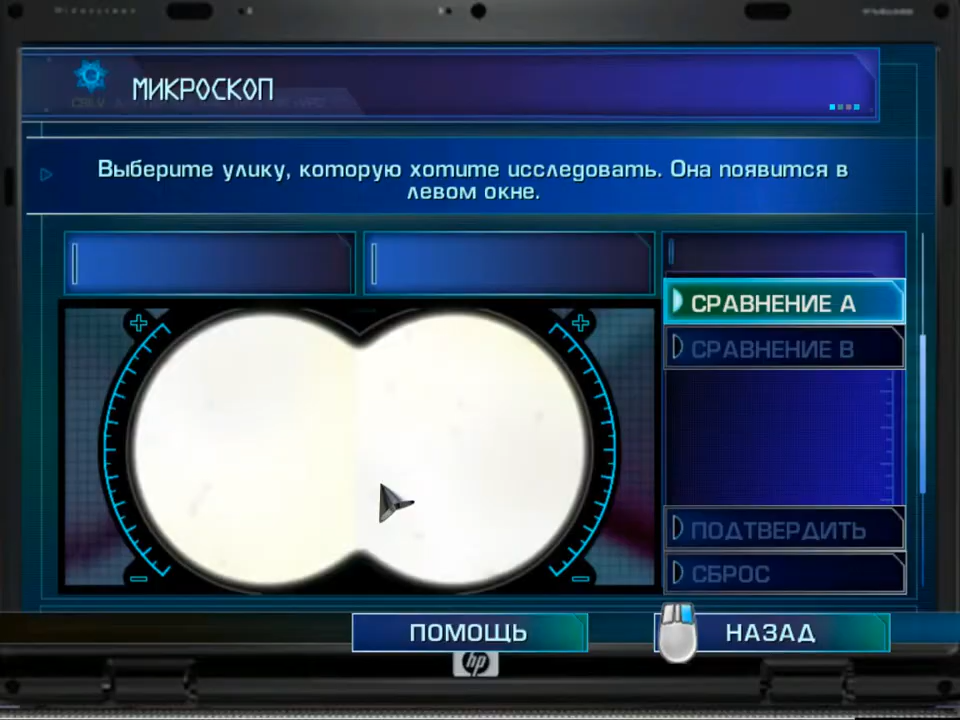 МИКРОСКОП
Выберите улику, которую хотите исследовать. Она появится в
левом окне.
СРАВНЕНИЕ A
СРАВНЕНИЕ B
ПОДТВЕРДИТЬ
СБРОС
ПОМОЩЬ
НАЗАД
hp